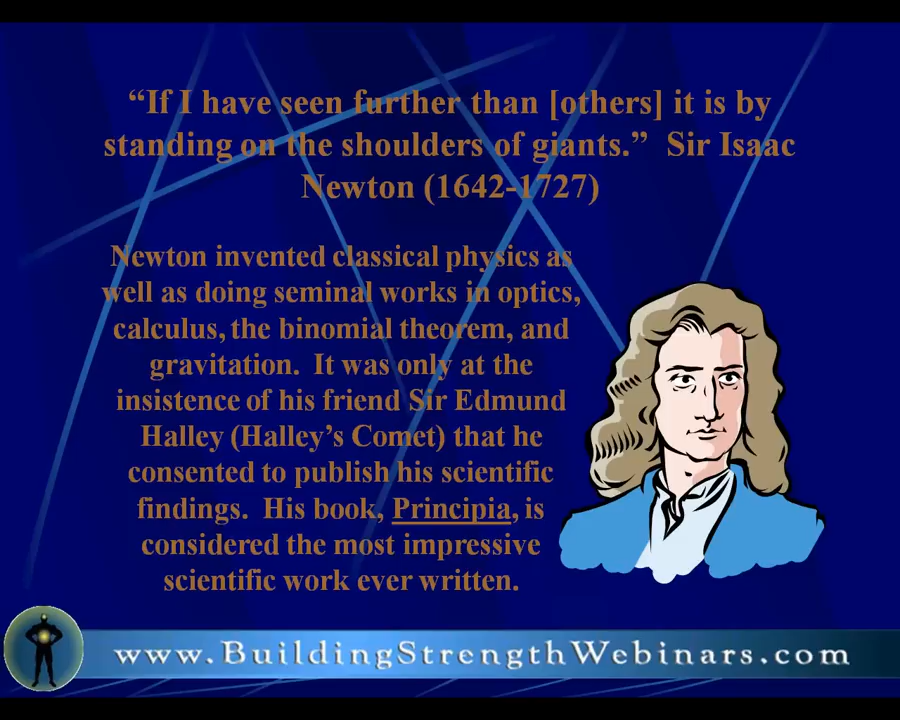 “If I have seen further than [others] it is by
standing on the shoulders of giants.” Sir Isaac
Newton (1642-1727)
Newton invented classical physics as
well as doing seminal works in optics,
calculus, the binomial theorem, and
gravitation. It was only at the
insistence of his friend Sir Edmund
Halley (Halley’s Comet) that he
consented to publish his scientific
findings. His book, Principia, is
considered the most impressive
scientific work ever written.
www.BuildingStrengthWebinars.com